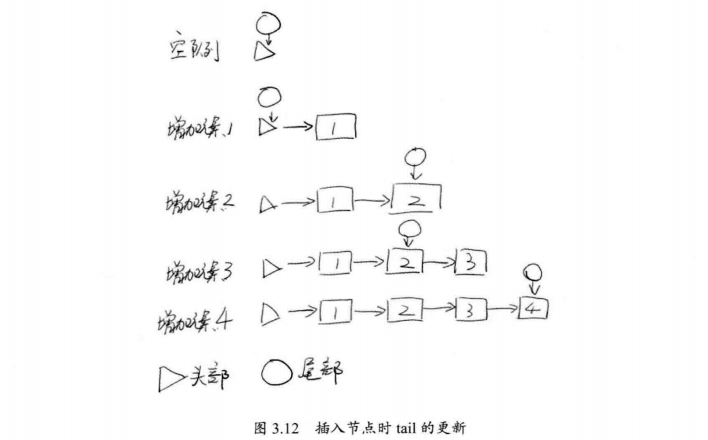 空队列
增加元素1
1
增加元素2
1 2
增加元素3
1 2 3
增加元素4
1 2 3 4
头部 尾部
图 3.12 插入节点时 tail 的更新